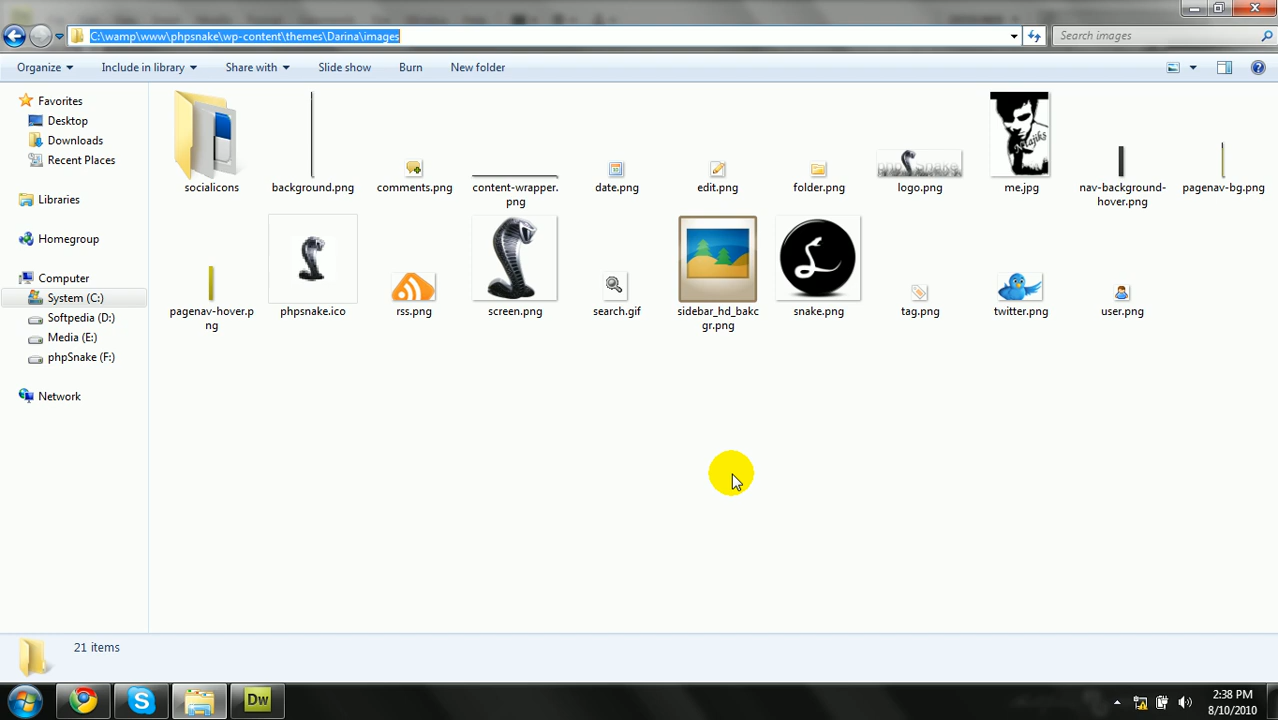 C:\wamp\www\phpsnake\wp-content\themes\Darina\images
Search images
Organize
Include in library
Share with
Slide show
Burn
New folder
Favorites
Desktop
Downloads
Recent Places
Libraries
Homegroup
Computer
System (C:)
Softpedia (D:)
Media (E:)
phpSnake (F:)
Network
socialicons
background.png
comments.png
content-wrapper.
png
date.png
edit.png
folder.png
logo.png
me.jpg
nav-background-
hover.png
pagenav-bg.png
pagenav-hover.p
ng
phpsnake.ico
rss.png
screen.png
search.gif
sidebar_hd_bakc
gr.png
snake.png
tag.png
twitter.png
user.png
21 items
Dw
2:38 PM
8/10/2010